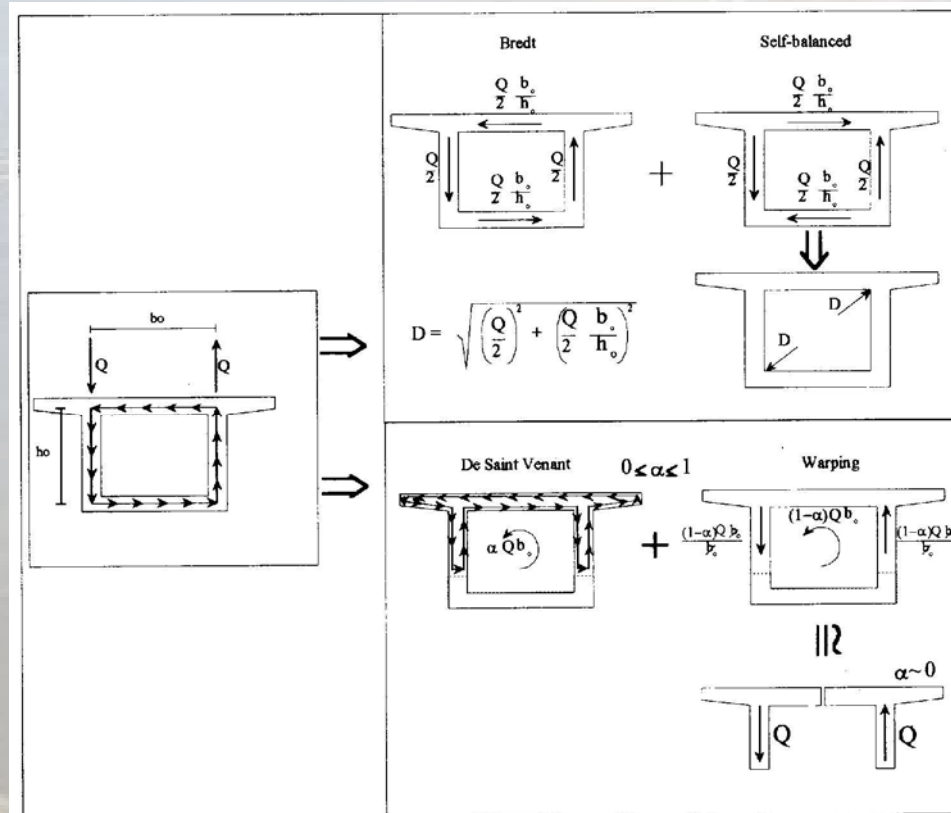 Bredt
Self-balanced
Q/2 b₀/h₀
Q/2 b₀/h₀
Q/2
Q/2
+
Q/2
Q/2
Q/2 b₀/h₀
Q/2 b₀/h₀
D = √((Q/2)² + (Q/2 b₀/h₀)²)
D
D
bo
Q
Q
ho
De Saint Venant
0≤α≤1
Warping
α Q b₀
+
(1-α)Q b₀/b₀
(1-α)Q b₀
(1-α)Q b₀/b₀
α~0
Q
Q